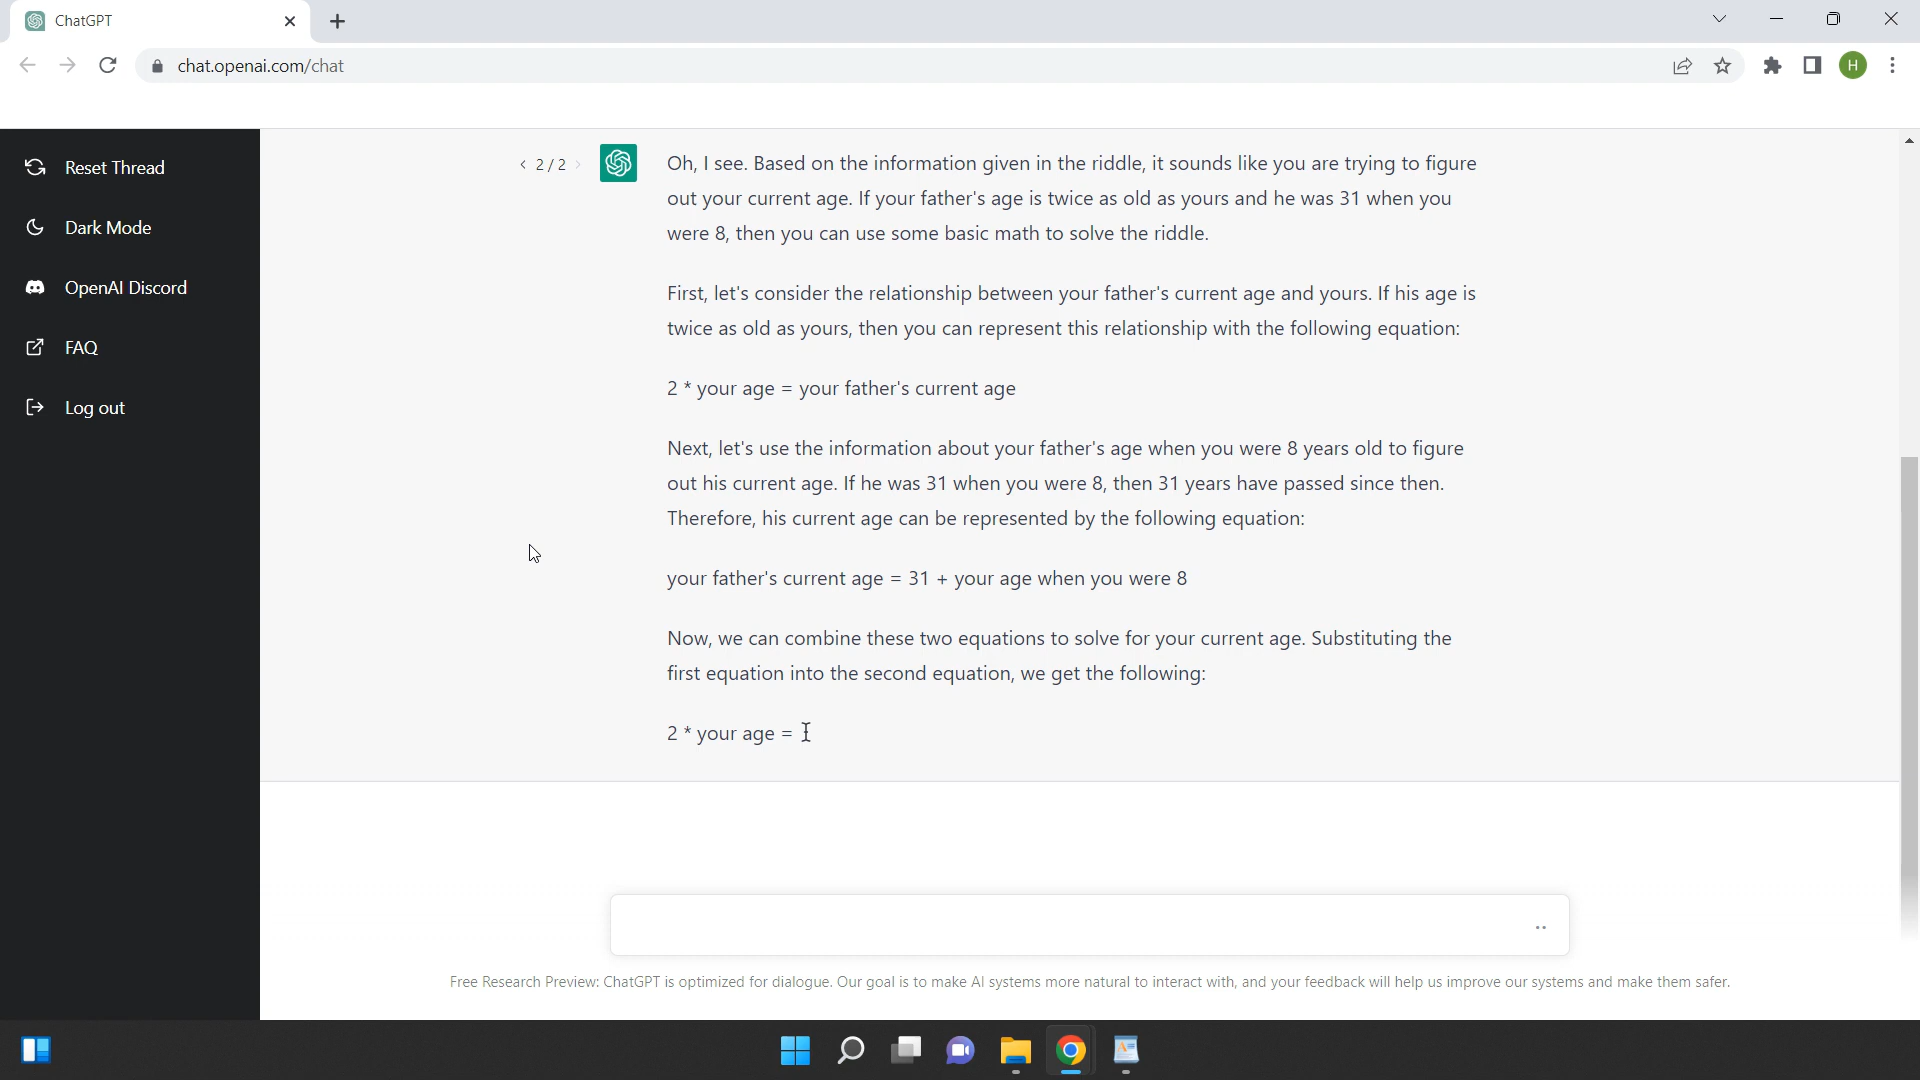 ChatGPT
chat.openai.com/chat
H
Reset Thread
Dark Mode
OpenAI Discord
FAQ
Log out
< 2 / 2 >
Oh, I see. Based on the information given in the riddle, it sounds like you are trying to figure
out your current age. If your father's age is twice as old as yours and he was 31 when you
were 8, then you can use some basic math to solve the riddle.
First, let's consider the relationship between your father's current age and yours. If his age is
twice as old as yours, then you can represent this relationship with the following equation:
2 * your age = your father's current age
Next, let's use the information about your father's age when you were 8 years old to figure
out his current age. If he was 31 when you were 8, then 31 years have passed since then.
Therefore, his current age can be represented by the following equation:
your father's current age = 31 + your age when you were 8
Now, we can combine these two equations to solve for your current age. Substituting the
first equation into the second equation, we get the following:
2 * your age =
Free Research Preview: ChatGPT is optimized for dialogue. Our goal is to make AI systems more natural to interact with, and your feedback will help us improve our systems and make them safer.